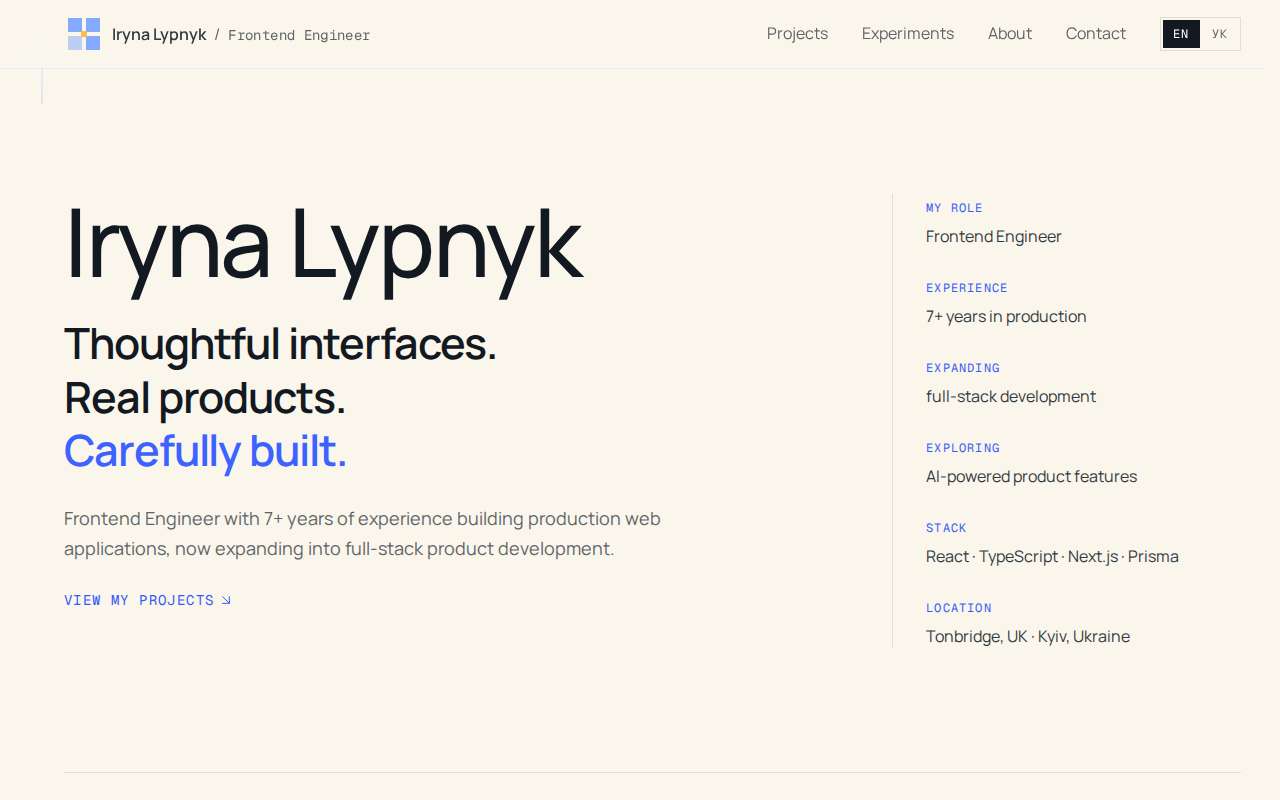 Iryna Lypnyk / Frontend Engineer
Projects
Experiments
About
Contact
EN
УК
Iryna Lypnyk
Thoughtful interfaces.
Real products.
Carefully built.
Frontend Engineer with 7+ years of experience building production web
applications, now expanding into full-stack product development.
VIEW MY PROJECTS ↘
MY ROLE
Frontend Engineer
EXPERIENCE
7+ years in production
EXPANDING
full-stack development
EXPLORING
AI-powered product features
STACK
React · TypeScript · Next.js · Prisma
LOCATION
Tonbridge, UK · Kyiv, Ukraine